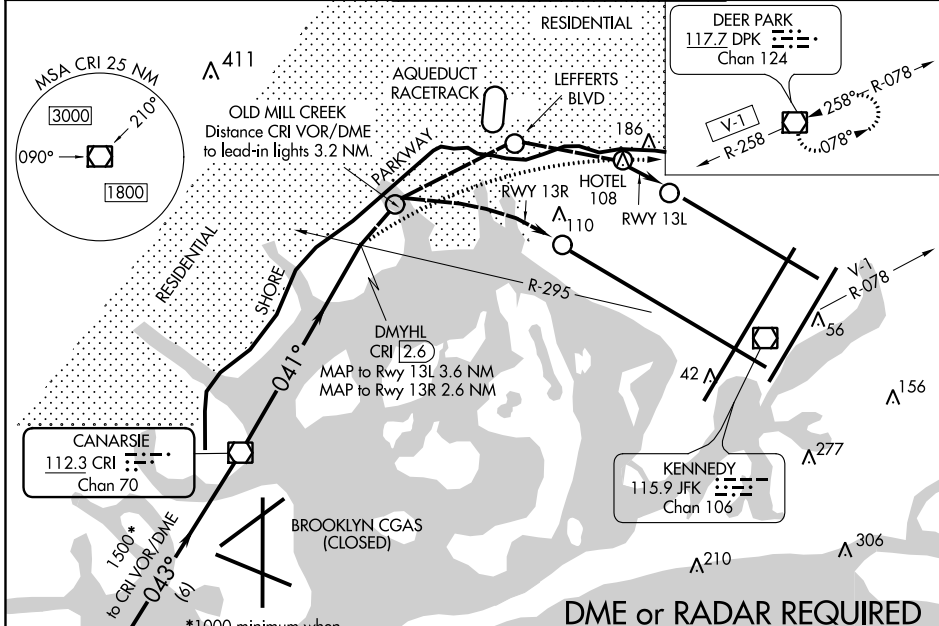 RESIDENTIAL
DEER PARK
117.7 DPK
Chan 124
R-078
258°
078°
V-1
R-258
MSA CRI 25 NM
3000
210°
090°
1800
411
AQUEDUCT
RACETRACK
LEFFERTS
BLVD
OLD MILL CREEK
Distance CRI VOR/DME
to lead-in lights 3.2 NM.
186
PARKWAY
HOTEL
108
RWY 13R
RWY 13L
110
RESIDENTIAL
SHORE
R-295
V-1
R-078
041°
DMYHL
CRI 2.6
MAP to Rwy 13L 3.6 NM
MAP to Rwy 13R 2.6 NM
56
42
156
CANARSIE
112.3 CRI
Chan 70
277
KENNEDY
115.9 JFK
Chan 106
BROOKLYN CGAS
(CLOSED)
1500*
to CRI VOR/DME
043°
(6)
210
306
DME or RADAR REQUIRED
*1000 minimum when